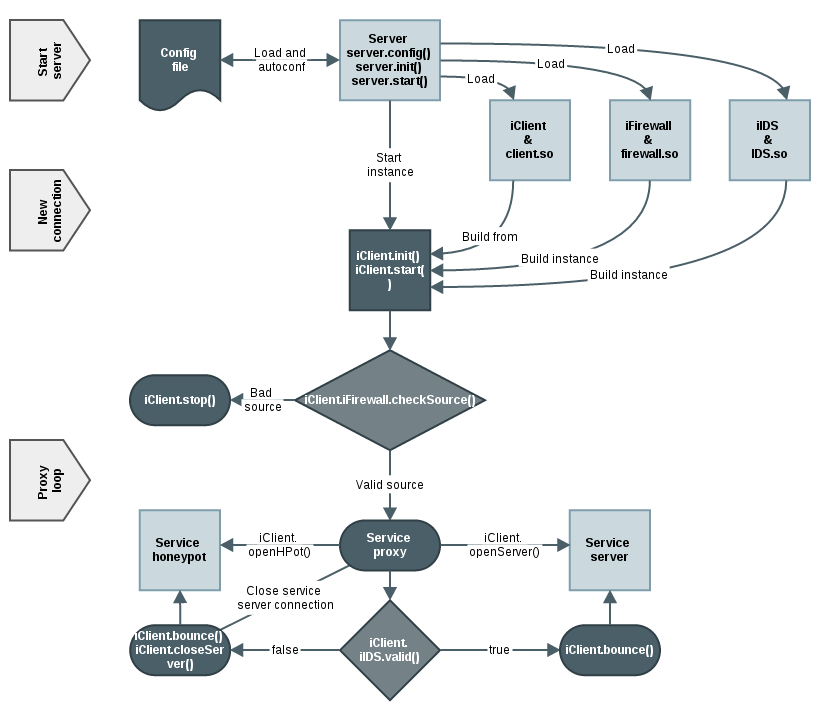 Start
server
Config
file
Load and
autoconf
Server
server.config()
server.init()
server.start()
Load
Load
Load
iClient
&
client.so
iFirewall
&
firewall.so
iIDS
&
IDS.so
Start
instance
New
connection
iClient.init()
iClient.start(
)
Build from
Build instance
Build instance
iClient.stop()
Bad
source
iClient.iFirewall.checkSource()
Valid source
Proxy
loop
Service
honeypot
iClient.
openHPot()
Service
proxy
iClient.
openServer()
Service
server
Close service
server connection
iClient.bounce()
iClient.closeSer
ver()
false
iClient.
iIDS.valid()
true
iClient.bounce()